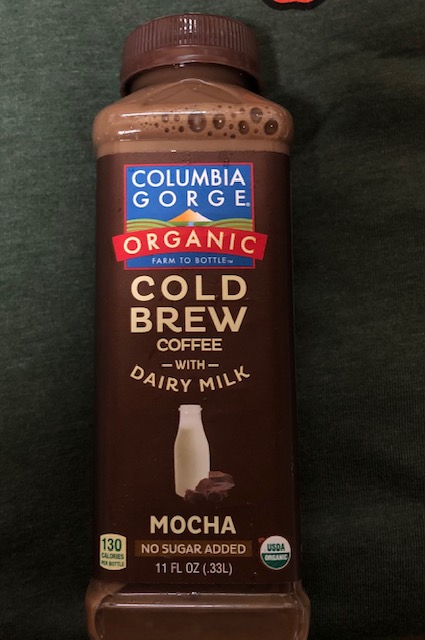 COLUMBIA
GORGE®
ORGANIC
FARM TO BOTTLE™
COLD
BREW
COFFEE
—WITH—
DAIRY MILK
MOCHA
130
CALORIES
PER BOTTLE
NO SUGAR ADDED
USDA
ORGANIC
11 FL OZ (.33L)